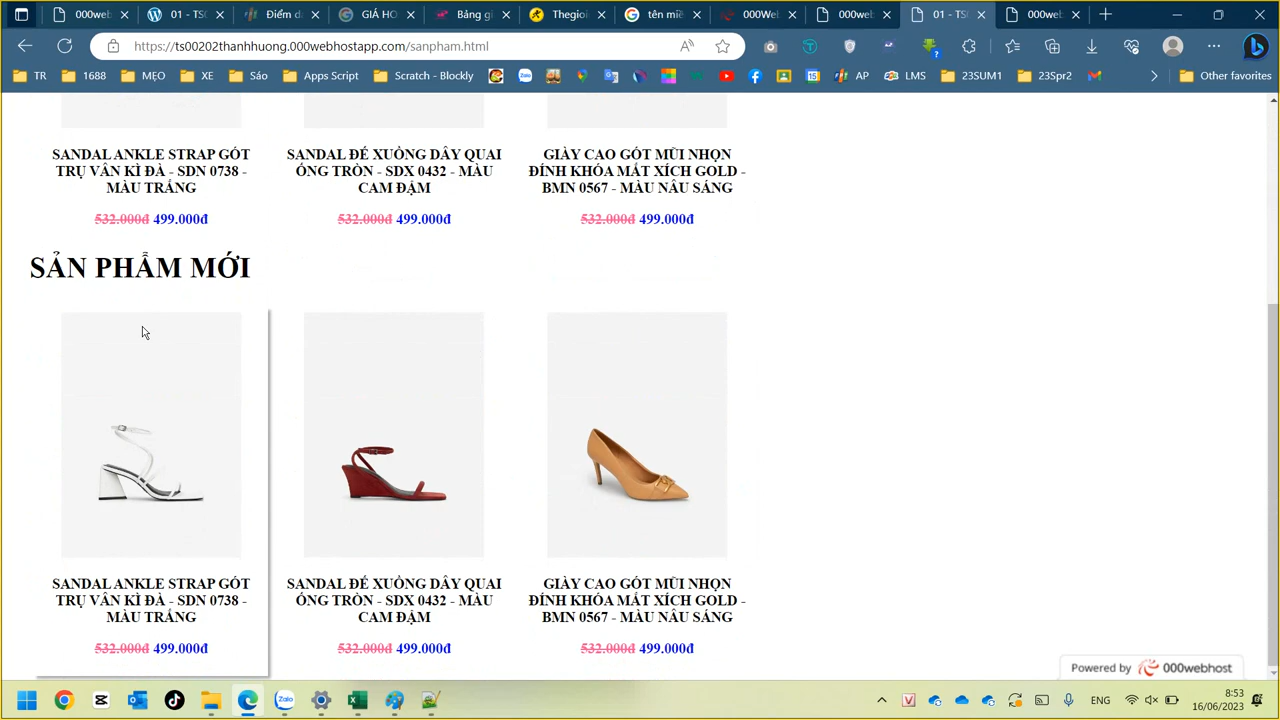 000web
01 - TS
Điểm d
GIÁ HO
Bảng gi
Thegioi
tên miề
000We
000web
01 - TS
000web
https://ts00202thanhhuong.000webhostapp.com/sanpham.html
TR
1688
MẸO
XE
Sáo
Apps Script
Scratch - Blockly
AP
LMS
23SUM1
23Spr2
Other favorites
SANDAL ANKLE STRAP GÓT
TRỤ VÂN KÌ ĐÀ - SDN 0738 -
MÀU TRẮNG
532.000đ 499.000đ
SANDAL ĐẾ XUỒNG DÂY QUAI
ỐNG TRÒN - SDX 0432 - MÀU
CAM ĐẬM
532.000đ 499.000đ
GIÀY CAO GÓT MŨI NHỌN
ĐÍNH KHÓA MẮT XÍCH GOLD -
BMN 0567 - MÀU NÂU SÁNG
532.000đ 499.000đ
SẢN PHẨM MỚI
SANDAL ANKLE STRAP GÓT
TRỤ VÂN KÌ ĐÀ - SDN 0738 -
MÀU TRẮNG
532.000đ 499.000đ
SANDAL ĐẾ XUỒNG DÂY QUAI
ỐNG TRÒN - SDX 0432 - MÀU
CAM ĐẬM
532.000đ 499.000đ
GIÀY CAO GÓT MŨI NHỌN
ĐÍNH KHÓA MẮT XÍCH GOLD -
BMN 0567 - MÀU NÂU SÁNG
532.000đ 499.000đ
Powered by 000webhost
ENG
8:53
16/06/2023